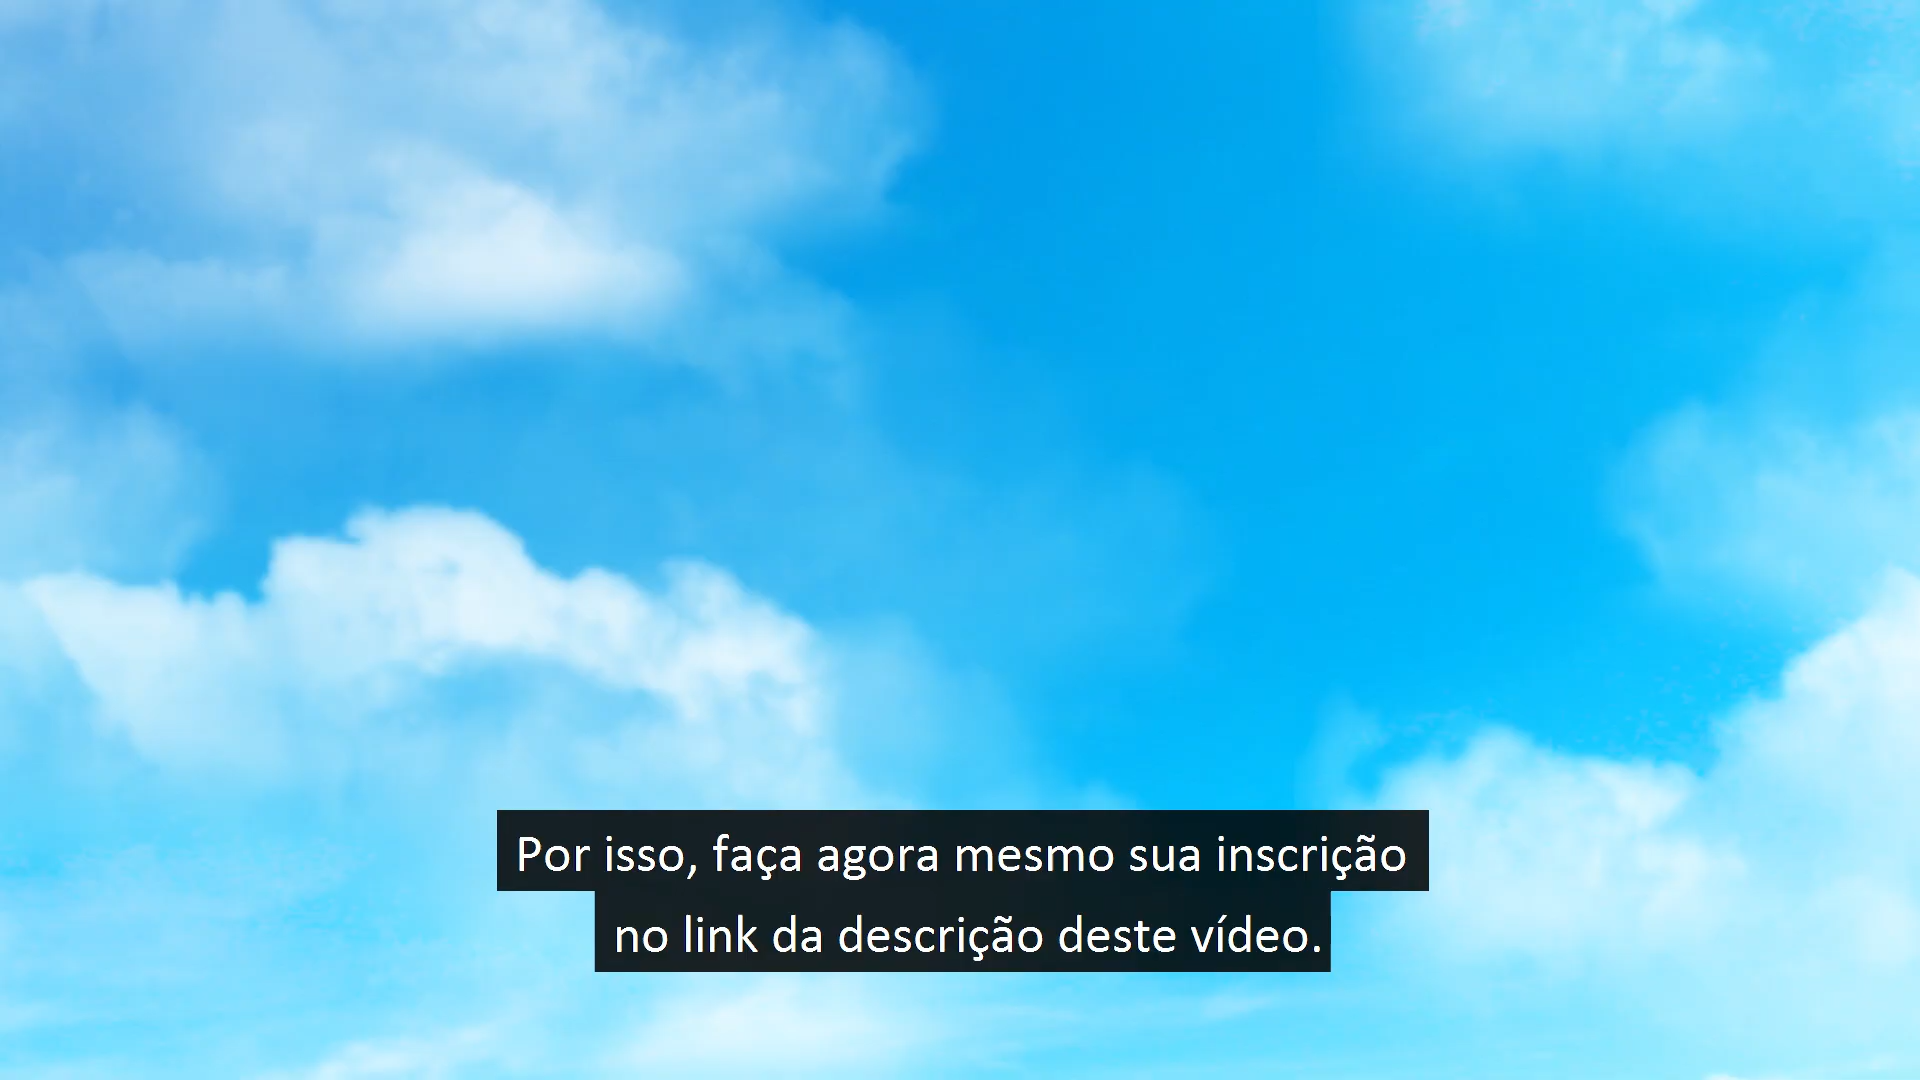 Por isso, faça agora mesmo sua inscrição
no link da descrição deste vídeo.